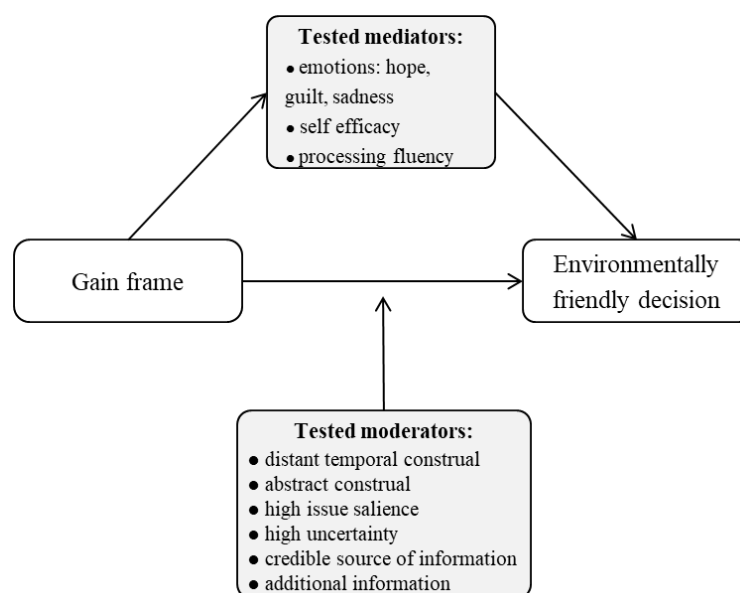 Tested mediators:
● emotions: hope,
guilt, sadness
● self efficacy
● processing fluency
Gain frame
Environmentally
friendly decision
Tested moderators:
● distant temporal construal
● abstract construal
● high issue salience
● high uncertainty
● credible source of information
● additional information